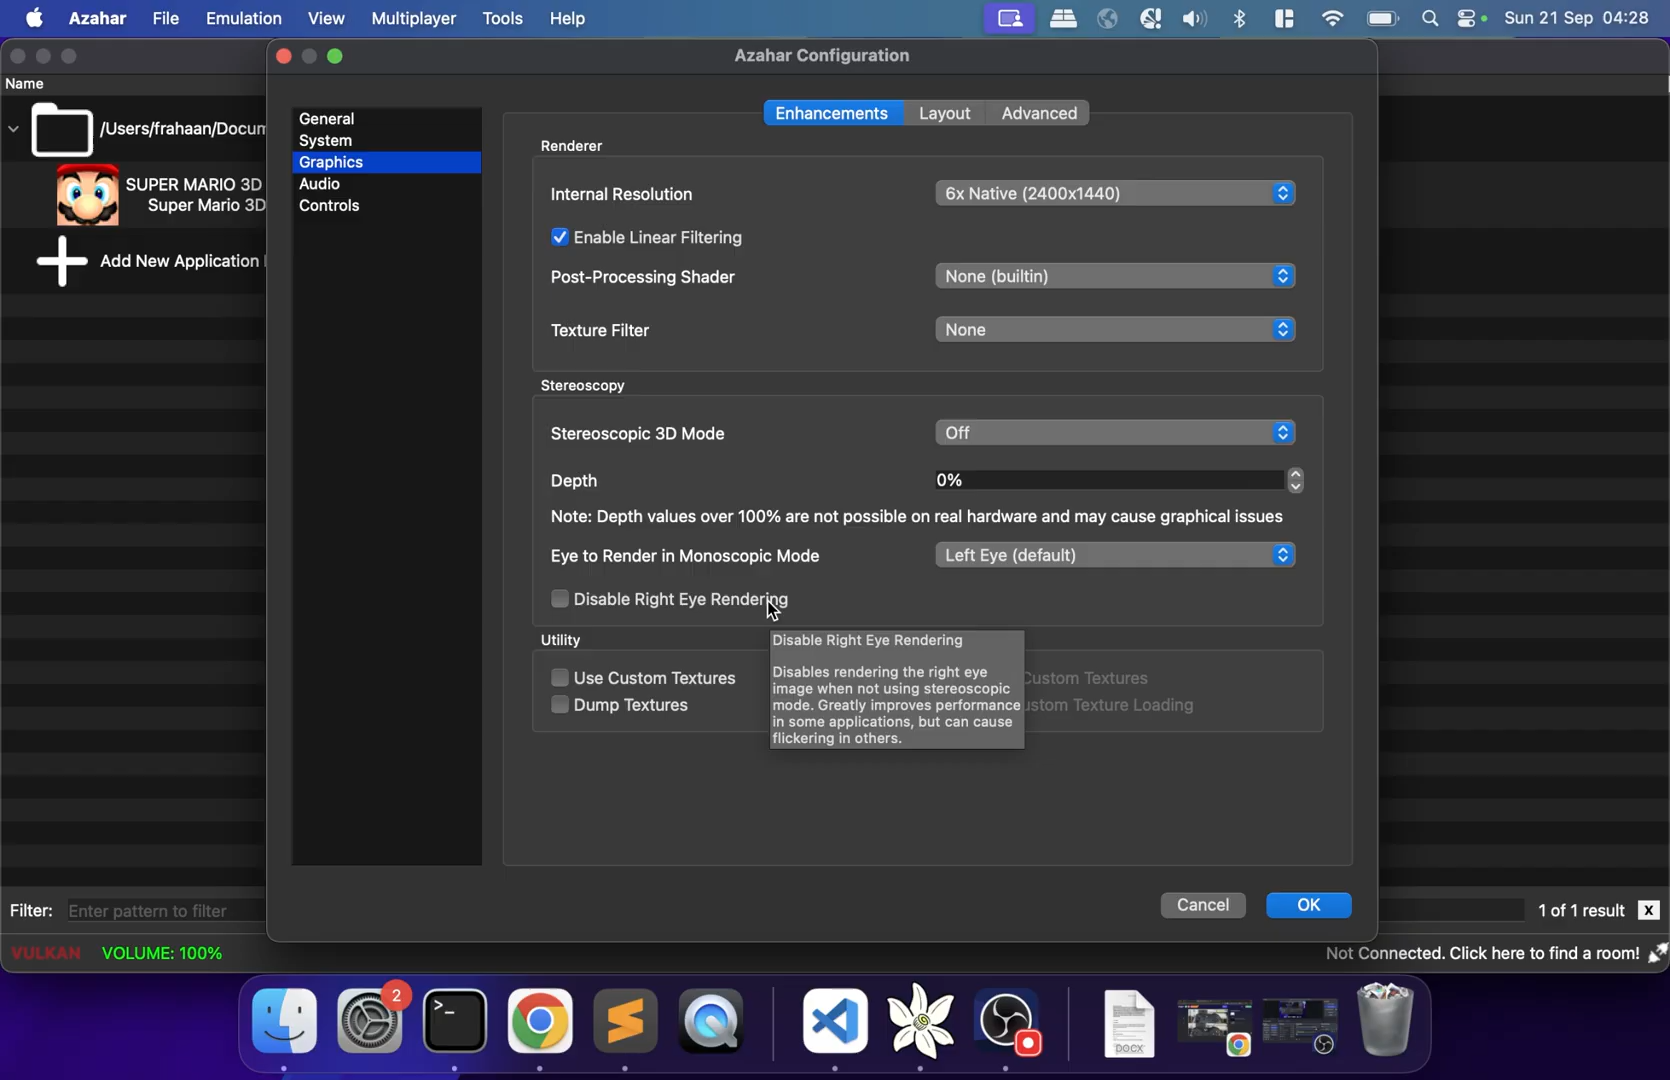 Azahar File Emulation View Multiplayer Tools Help Sun 21 Sep 04:28
Azahar Configuration
Name
/Users/frahaan/Docum
SUPER MARIO 3D
Super Mario 3D
Add New Application
General
System
Graphics
Audio
Controls
Enhancements Layout Advanced
Renderer
Internal Resolution 6x Native (2400x1440)
Enable Linear Filtering
Post-Processing Shader None (builtin)
Texture Filter None
Stereoscopy
Stereoscopic 3D Mode Off
Depth 0%
Note: Depth values over 100% are not possible on real hardware and may cause graphical issues
Eye to Render in Monoscopic Mode Left Eye (default)
Disable Right Eye Rendering
Utility
Use Custom Textures Custom Textures
Dump Textures ustom Texture Loading
Disable Right Eye Rendering
Disables rendering the right eye
image when not using stereoscopic
mode. Greatly improves performance
in some applications, but can cause
flickering in others.
Cancel OK
Filter: Enter pattern to filter 1 of 1 result X
VULKAN VOLUME: 100% Not Connected. Click here to find a room!
2
DOCX